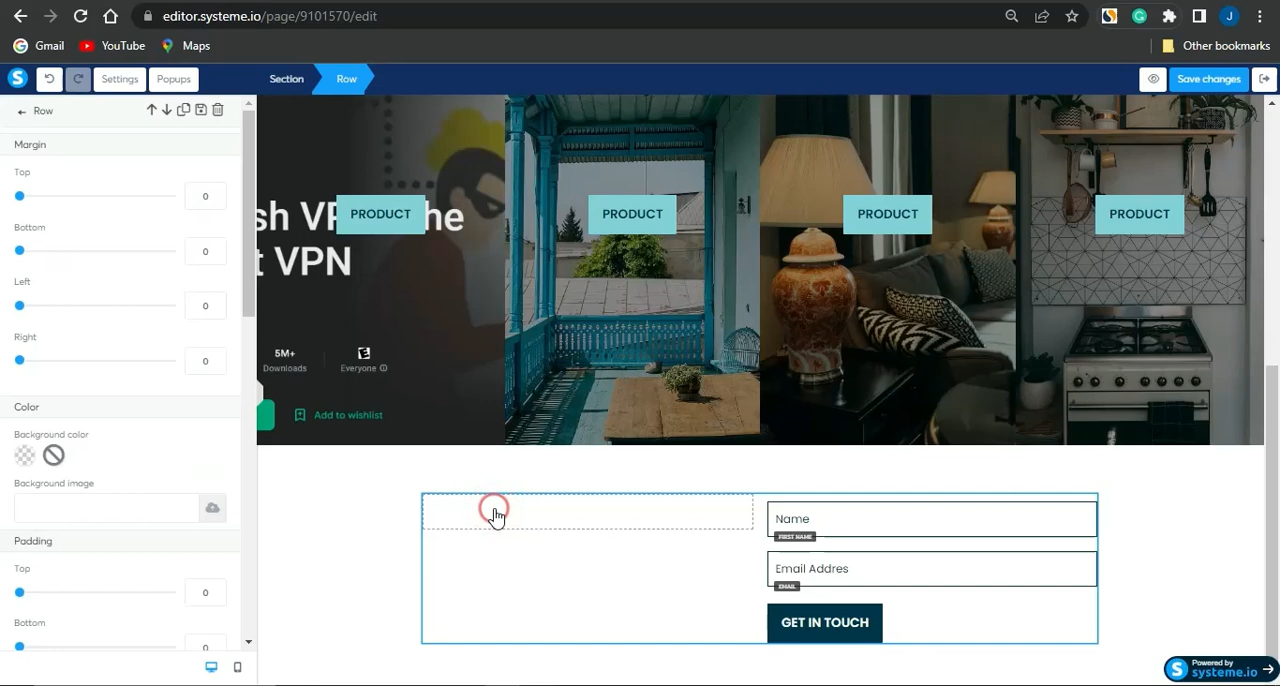 editor.systeme.io/page/9101570/edit
J
G Gmail YouTube Maps Other bookmarks
S Settings Popups Section Row Save changes
← Row
Margin
Top
0
Bottom
0
Left
0
Right
0
Color
Background color
Background image
Padding
Top
0
Bottom
0
PRODUCT PRODUCT PRODUCT PRODUCT
sh VP he
t VPN
5M+
Downloads
Everyone
Add to wishlist
Name
FIRST NAME
Email Addres
EMAIL
GET IN TOUCH
S Powered by
systeme.io →